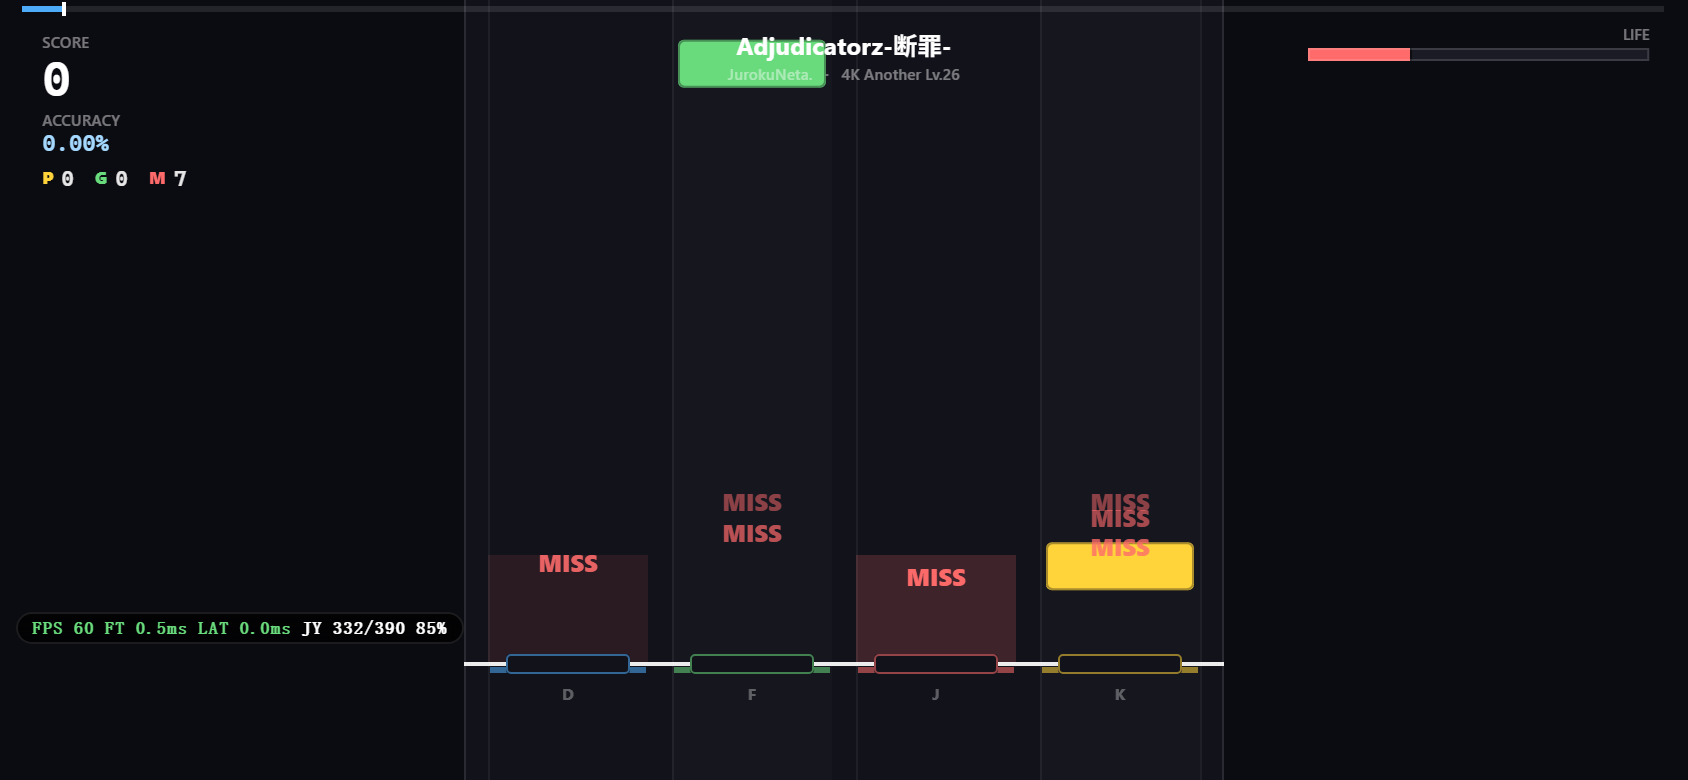 SCORE
0
ACCURACY
0.00%
P 0 G 0 M 7
Adjudicatorz-断罪-
JurokuNeta. - 4K Another Lv.26
LIFE
MISS
MISS
MISS
MISS
MISS
MISS
MISS
FPS 60 FT 0.5ms LAT 0.0ms JY 332/390 85%
D F J K